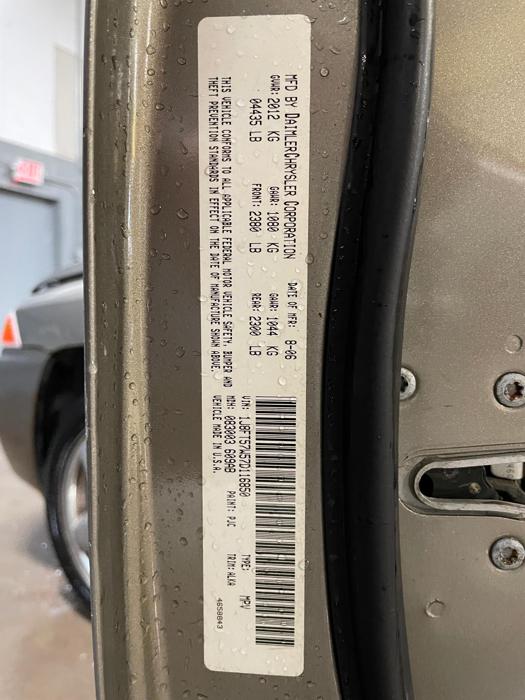 MFD BY DAIMLERCHRYSLER CORPORATION DATE OF MFR: 8-06
GVWR: 2012 KG GAWR: 1080 KG GAWR: 1044 KG
04435 LB FRONT: 2380 LB REAR: 2300 LB
THIS VEHICLE CONFORMS TO ALL APPLICABLE FEDERAL MOTOR VEHICLE SAFETY, BUMPER AND
THEFT PREVENTION STANDARDS IN EFFECT ON THE DATE OF MANUFACTURE SHOWN ABOVE.
VIN: 1J8FT57W57D116850 TYPE: MPV
MDH: 083003 609AB PAINT: PJC TRIM: ALKA
VEHICLE MADE IN U.S.A. 4658843